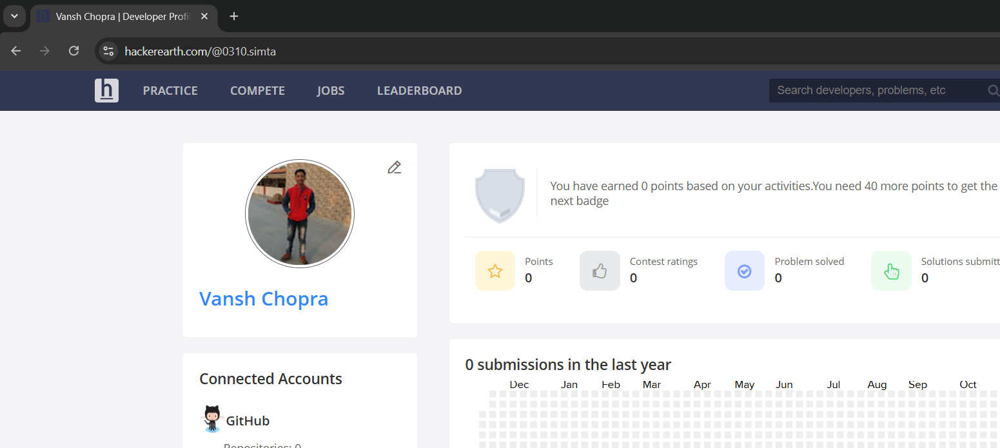 Vansh Chopra | Developer Profil
hackerearth.com/@0310.simta
h PRACTICE COMPETE JOBS LEADERBOARD Search developers, problems, etc
You have earned 0 points based on your activities.You need 40 more points to get the
next badge
Points Contest ratings Problem solved Solutions submitt
0 0 0 0
Vansh Chopra
0 submissions in the last year
Dec Jan Feb Mar Apr May Jun Jul Aug Sep Oct
Connected Accounts
GitHub
Repositories: 0